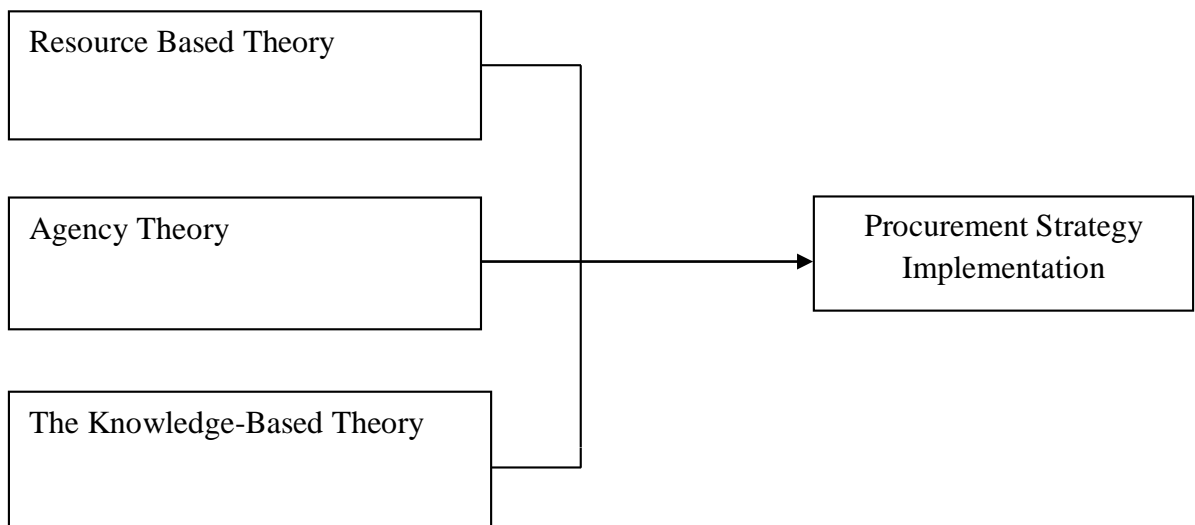 Resource Based Theory
Agency Theory
Procurement Strategy
Implementation
The Knowledge-Based Theory